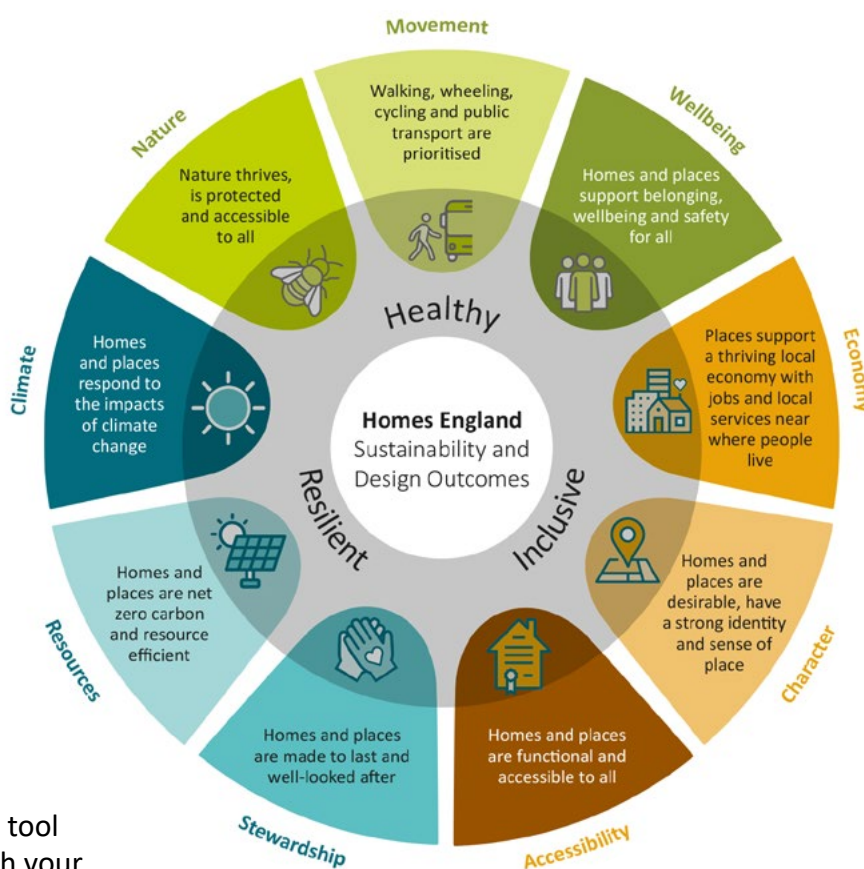 Movement
Walking, wheeling,
cycling and public
transport are
prioritised
Wellbeing
Homes and places
support belonging,
wellbeing and safety
for all
Economy
Places support
a thriving local
economy with
jobs and local
services near
where people
live
Character
Homes and
places are
desirable, have
a strong identity
and sense of
place
Accessibility
Homes and places
are functional and
accessible to all
Stewardship
Homes and places
are made to last and
well-looked after
Resources
Homes and
places are net
zero carbon
and resource
efficient
Climate
Homes
and places
respond to
the impacts
of climate
change
Nature
Nature thrives,
is protected
and accessible
to all
Healthy
Inclusive
Resilient
Homes England
Sustainability and
Design Outcomes
tool
your